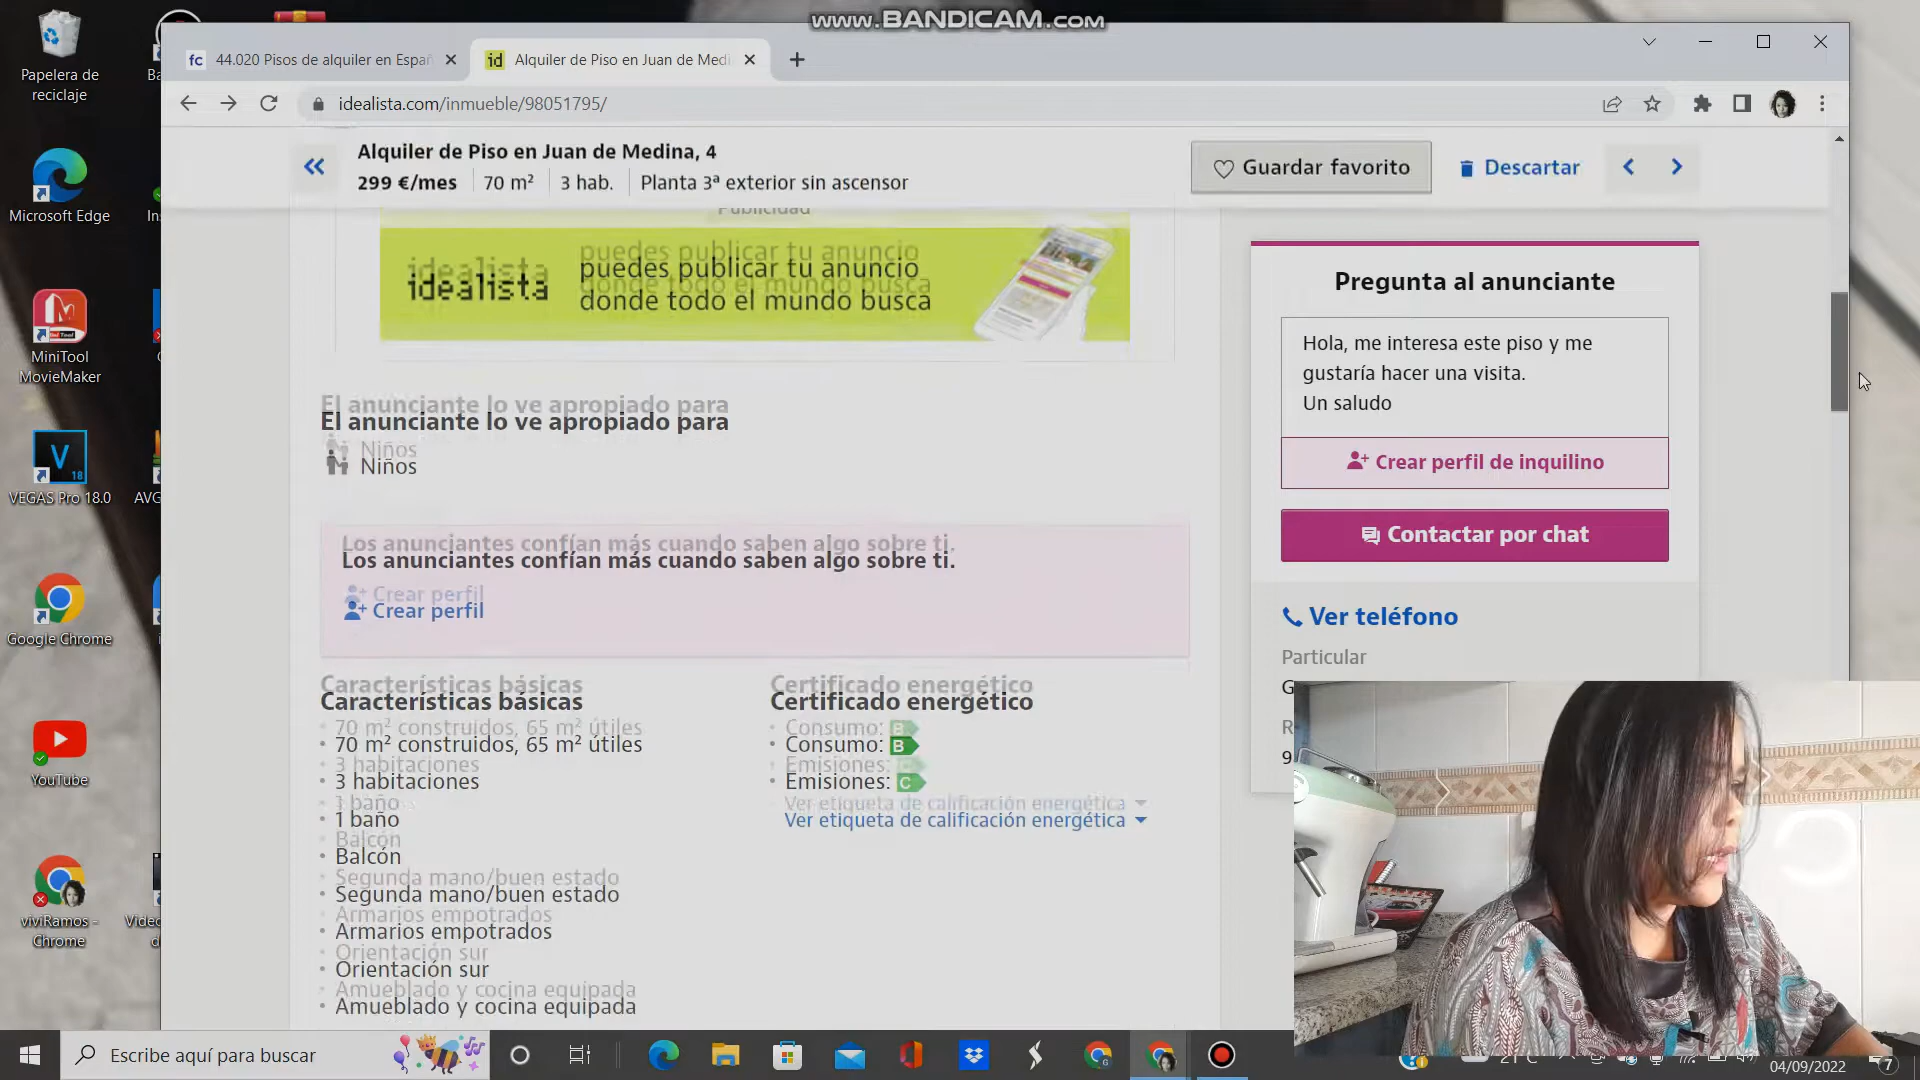 www.BANDICAM.com
Papelera de
reciclaje
Ba
44.020 Pisos de alquiler en Españ
Alquiler de Piso en Juan de Medi
idealista.com/inmueble/98051795/
Alquiler de Piso en Juan de Medina, 4
299 €/mes
70 m²
3 hab.
Planta 3ª exterior sin ascensor
Guardar favorito
Descartar
Publicidad
idealista
puedes publicar tu anuncio
donde todo el mundo busca
El anunciante lo ve apropiado para
Niños
Los anunciantes confían más cuando saben algo sobre ti.
Crear perfil
Características básicas
• 70 m² construidos, 65 m² útiles
• 3 habitaciones
• 1 baño
• Balcón
• Segunda mano/buen estado
• Armarios empotrados
• Orientación sur
• Amueblado y cocina equipada
Certificado energético
• Consumo: B
• Emisiones: C
Ver etiqueta de calificación energética
Pregunta al anunciante
Hola, me interesa este piso y me
gustaría hacer una visita.
Un saludo
Crear perfil de inquilino
Contactar por chat
Ver teléfono
Particular
G
R
9
Microsoft Edge
Ins
MiniTool
MovieMaker
VEGAS Pro 18.0
AVG
Google Chrome
YouTube
viviRamos -
Chrome
Video
d
Escribe aquí para buscar
21°C
04/09/2022
7